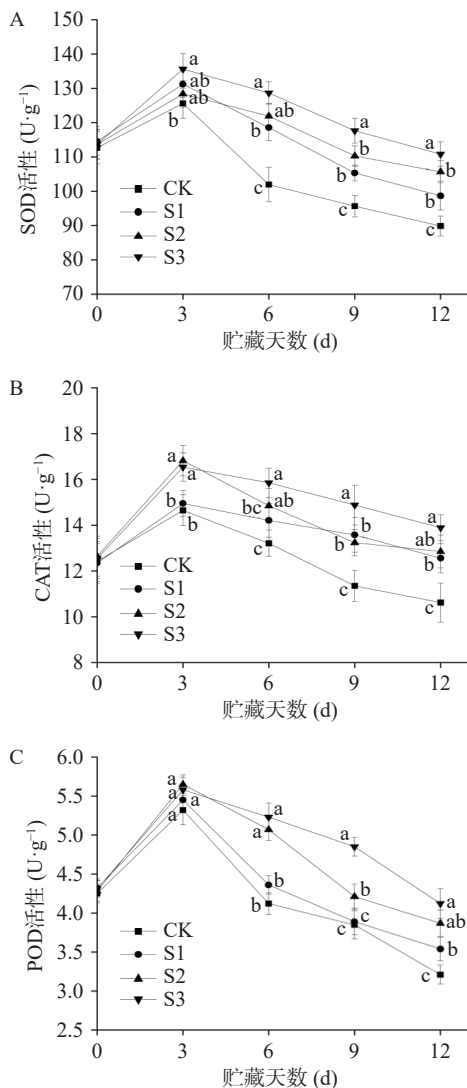 A
SOD活性 (U·g⁻¹)
140
130
120
110
100
90
80
70
a
ab
ab
b
a
ab
b
c
a
b
b
c
a
b
c
c
CK
S1
S2
S3
0
3
6
9
12
贮藏天数 (d)
B
CAT活性 (U·g⁻¹)
20
18
16
14
12
10
8
a
a
b
b
a
ab
bc
c
a
b
b
c
a
ab
b
c
CK
S1
S2
S3
0
3
6
9
12
贮藏天数 (d)
C
POD活性 (U·g⁻¹)
6.0
5.5
5.0
4.5
4.0
3.5
3.0
2.5
a
a
a
a
a
a
b
b
a
b
c
c
a
ab
b
c
CK
S1
S2
S3
0
3
6
9
12
贮藏天数 (d)